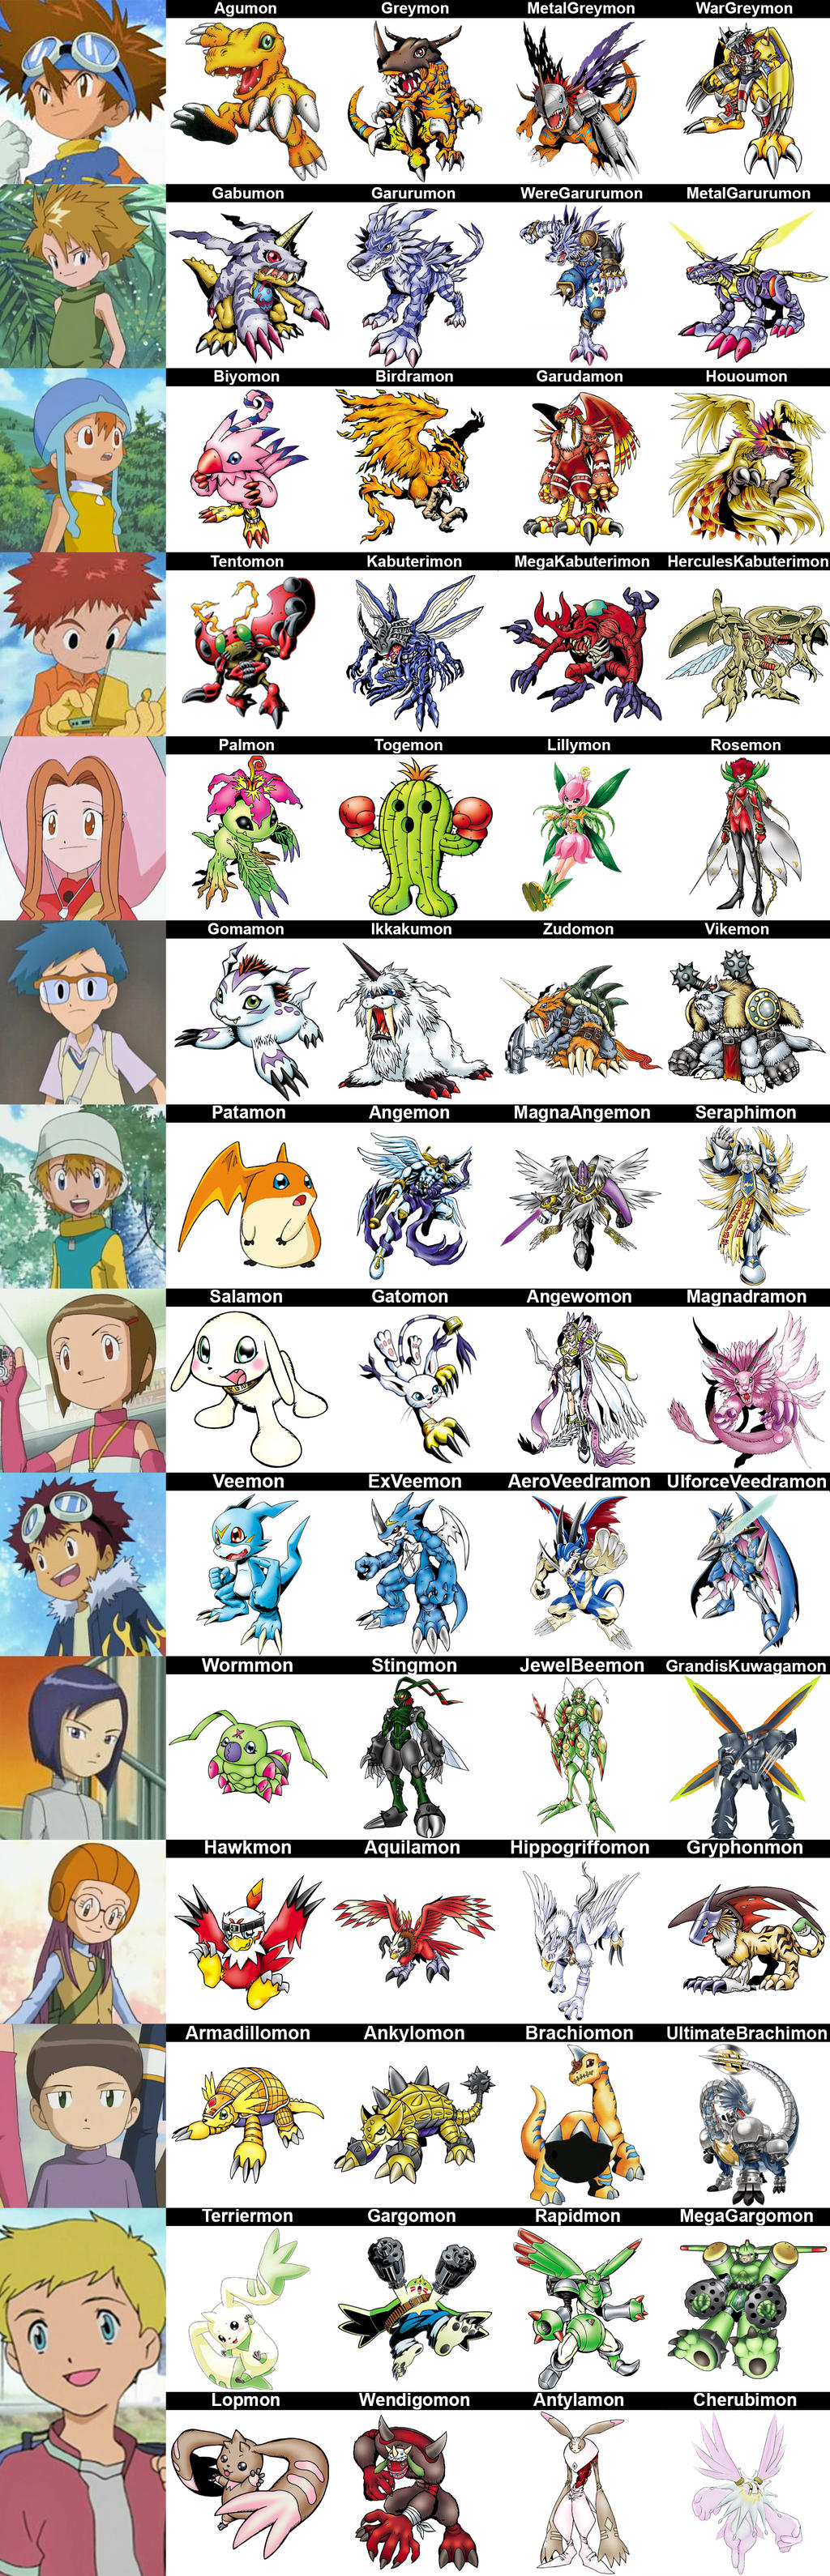 Agumon Greymon MetalGreymon WarGreymon
Gabumon Garurumon WereGarurumon MetalGarurumon
Biyomon Birdramon Garudamon Hououmon
Tentomon Kabuterimon MegaKabuterimon HerculesKabuterimon
Palmon Togemon Lillymon Rosemon
Gomamon Ikkakumon Zudomon Vikemon
Patamon Angemon MagnaAngemon Seraphimon
Salamon Gatomon Angewomon Magnadramon
Veemon ExVeemon AeroVeedramon UlforceVeedramon
Wormmon Stingmon JewelBeemon GrandisKuwagamon
Hawkmon Aquilamon Hippogriffomon Gryphonmon
Armadillomon Ankylomon Brachiomon UltimateBrachimon
Terriermon Gargomon Rapidmon MegaGargomon
Lopmon Wendigomon Antylamon Cherubimon